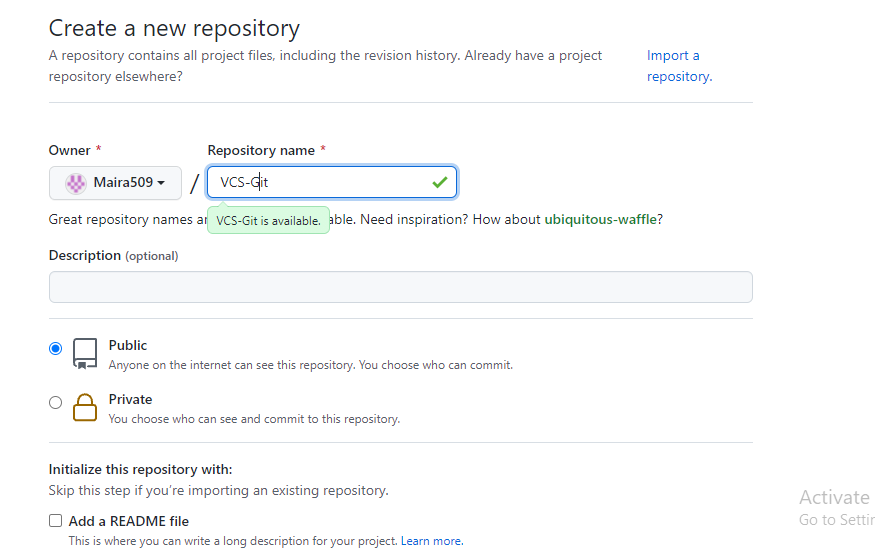 Create a new repository
A repository contains all project files, including the revision history. Already have a project
repository elsewhere?
Import a
repository.
Owner *
Repository name *
Maira509 / VCS-Git
Great repository names
VCS-Git is available.
Need inspiration? How about ubiquitous-waffle?
Description (optional)
Public
Anyone on the internet can see this repository. You choose who can commit.
Private
You choose who can see and commit to this repository.
Initialize this repository with:
Skip this step if you're importing an existing repository.
Add a README file
This is where you can write a long description for your project. Learn more.
Activate
Go to Settin